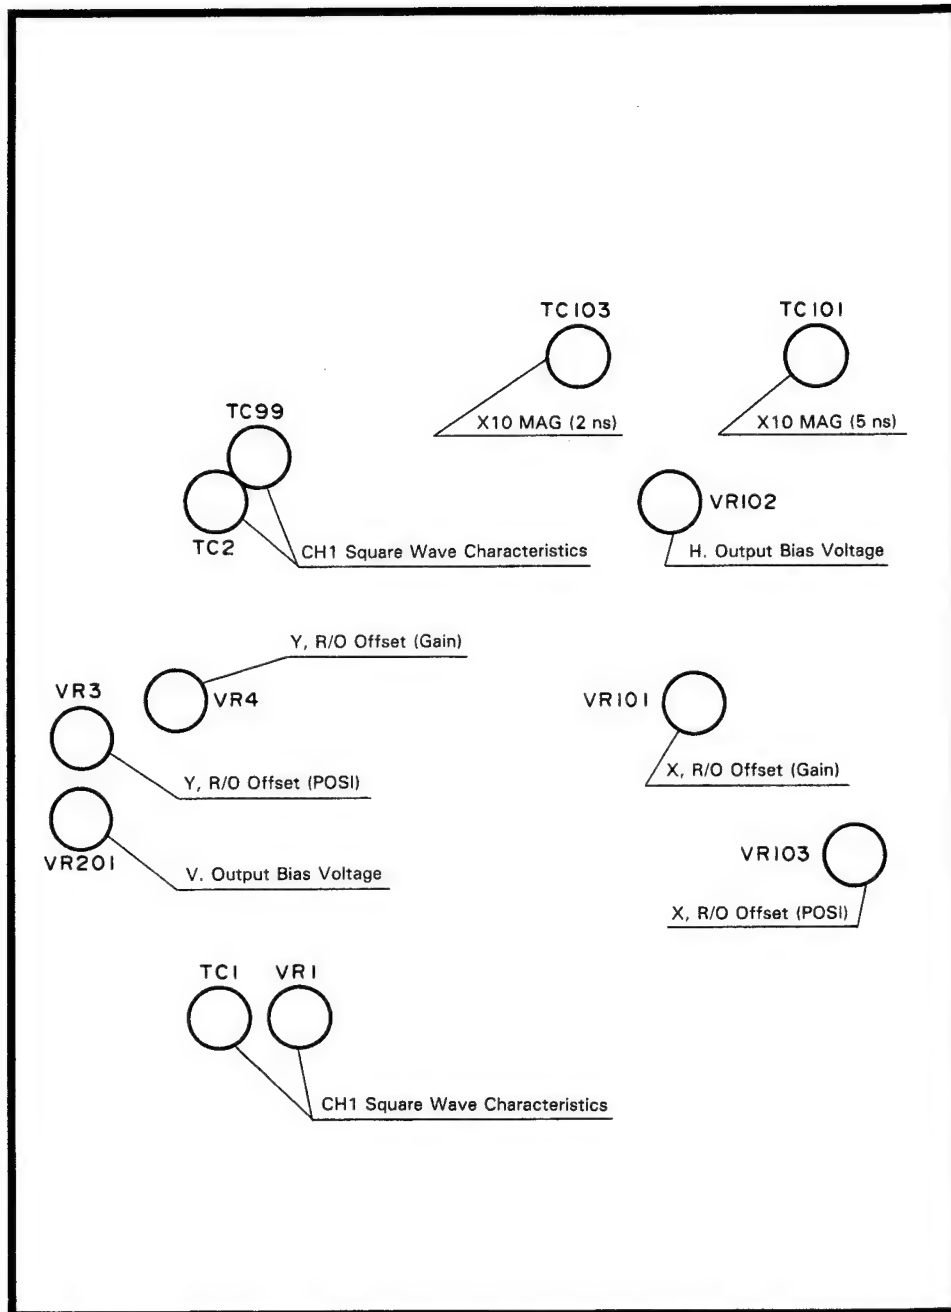 TC103
TC101
X10 MAG (2 ns)
X10 MAG (5 ns)
TC99
TC2
CH1 Square Wave Characteristics
VR102
H. Output Bias Voltage
Y, R/O Offset (Gain)
VR3
VR4
VR101
Y, R/O Offset (POSI)
X, R/O Offset (Gain)
VR201
V. Output Bias Voltage
VR103
X, R/O Offset (POSI)
TC1
VR1
CH1 Square Wave Characteristics